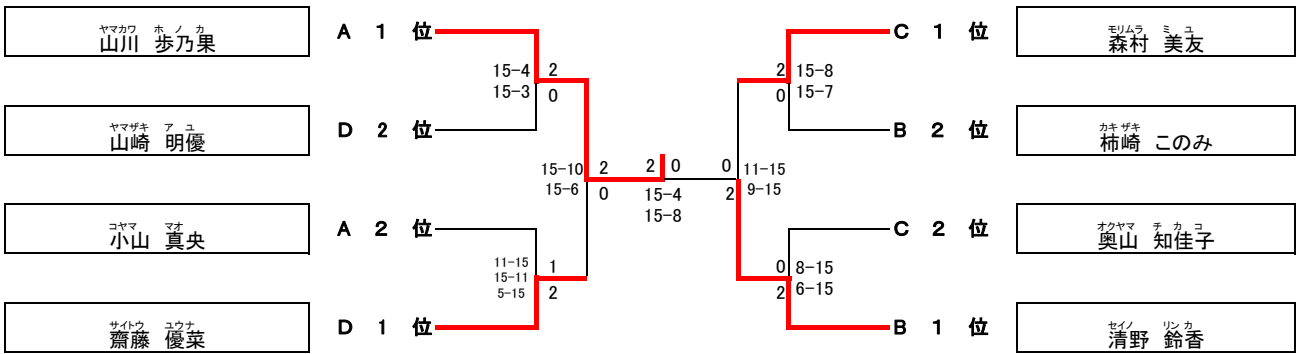 ヤマカワ ホノカ
山川 歩乃果
A 1 位
C 1 位
モリムラ ミユ
森村 美友
15-4
15-3
2
0
2
0
15-8
15-7
ヤマザキ アユ
山崎 明優
D 2 位
B 2 位
カキザキ
柿崎 このみ
15-10
15-6
2
0
2 0
15-4
15-8
0
2
11-15
9-15
コヤマ マオ
小山 真央
A 2 位
C 2 位
オクヤマ チカコ
奥山 知佳子
11-15
15-11
5-15
1
2
0
2
8-15
6-15
サイトウ ユウナ
齋藤 優菜
D 1 位
B 1 位
セイノ リンカ
清野 鈴香